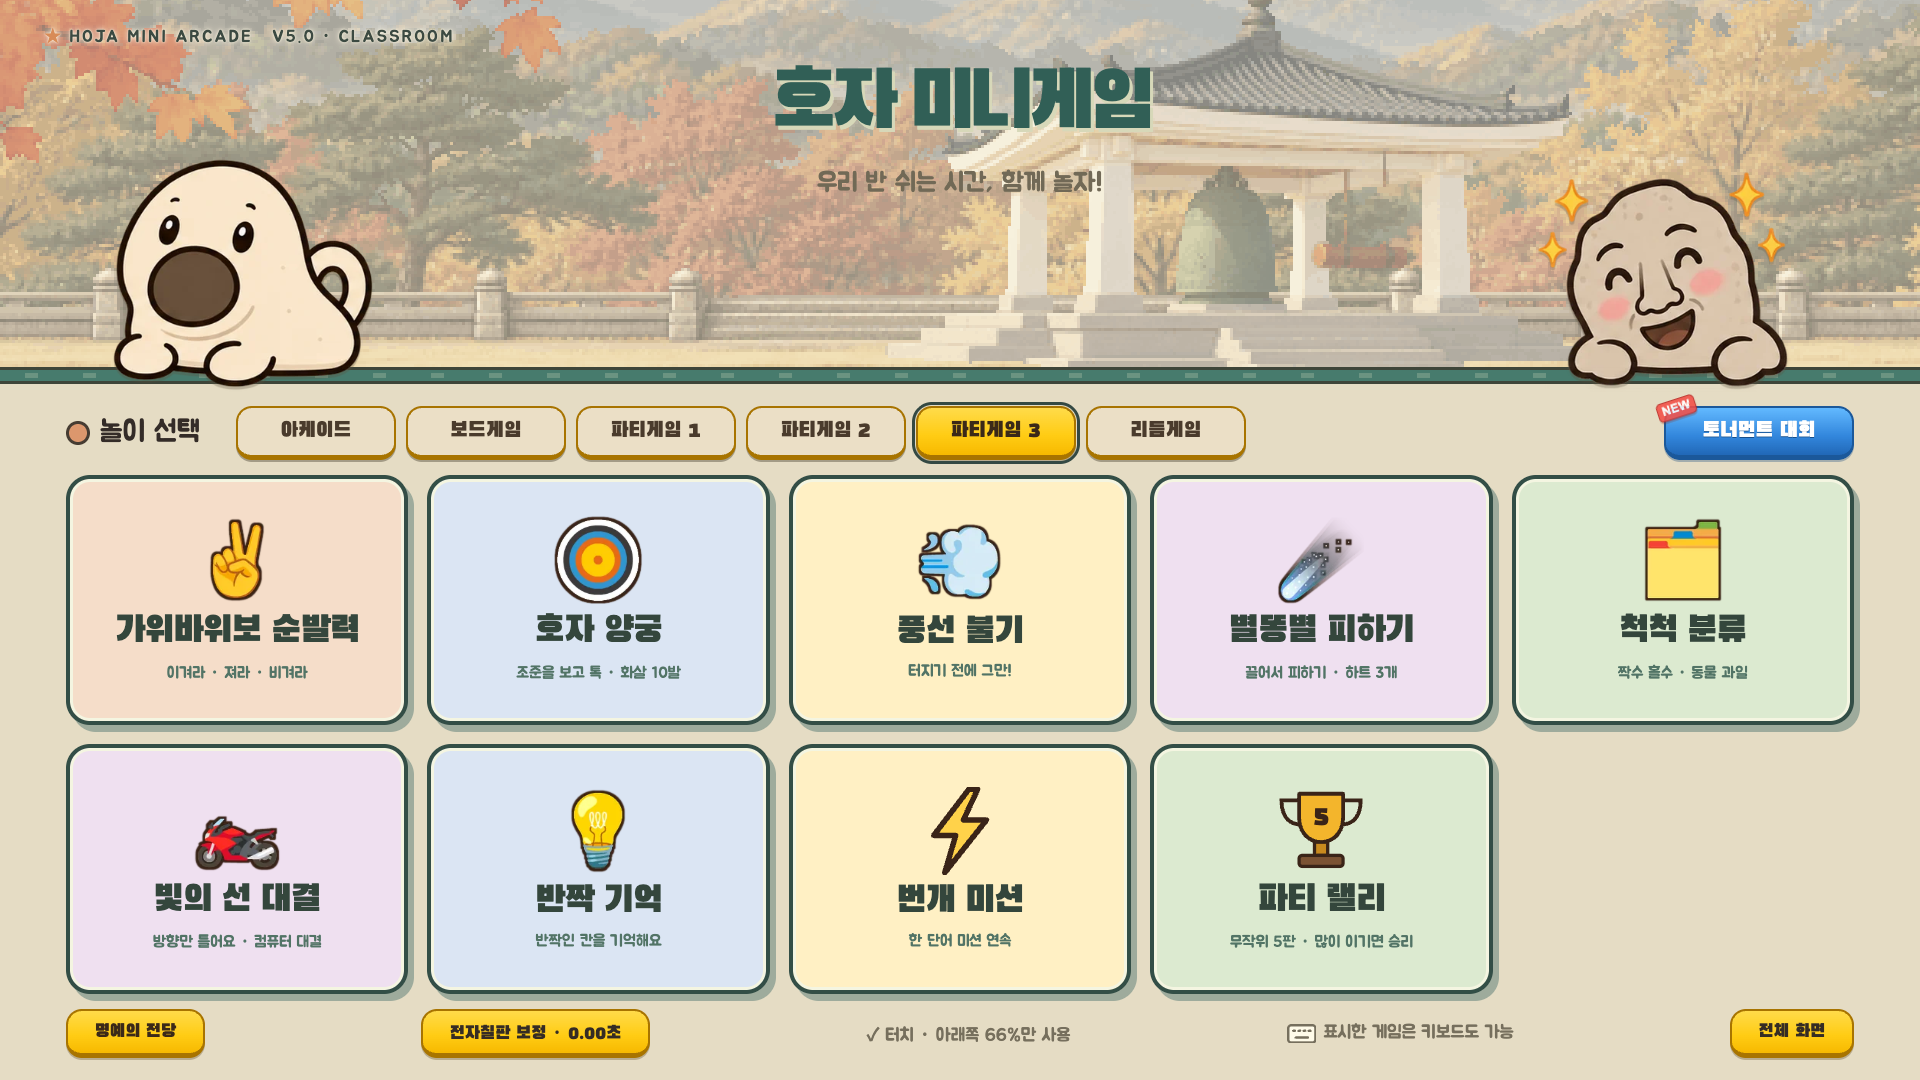 HOJA MINI ARCADE V5.0 · CLASSROOM
호자 미니게임
우리 반 쉬는 시간, 함께 놀자!
놀이 선택
아케이드
보드게임
파티게임 1
파티게임 2
파티게임 3
리듬게임
NEW
토너먼트 대회
가위바위보 순발력
이겨라 · 져라 · 비겨라
호자 양궁
조준을 보고 톡 · 화살 10발
풍선 불기
터지기 전에 그만!
별똥별 피하기
끌어서 피하기 · 하트 3개
척척 분류
짝수 홀수 · 동물 과일
빛의 선 대결
방향만 틀어요 · 컴퓨터 대결
반짝 기억
반짝인 칸을 기억해요
번개 미션
한 단어 미션 연속
5
파티 랠리
무작위 5판 · 많이 이기면 승리
명예의 전당
전자칠판 보정 · 0.00초
✓ 터치 · 아래쪽 66%만 사용
표시한 게임은 키보드도 가능
전체 화면